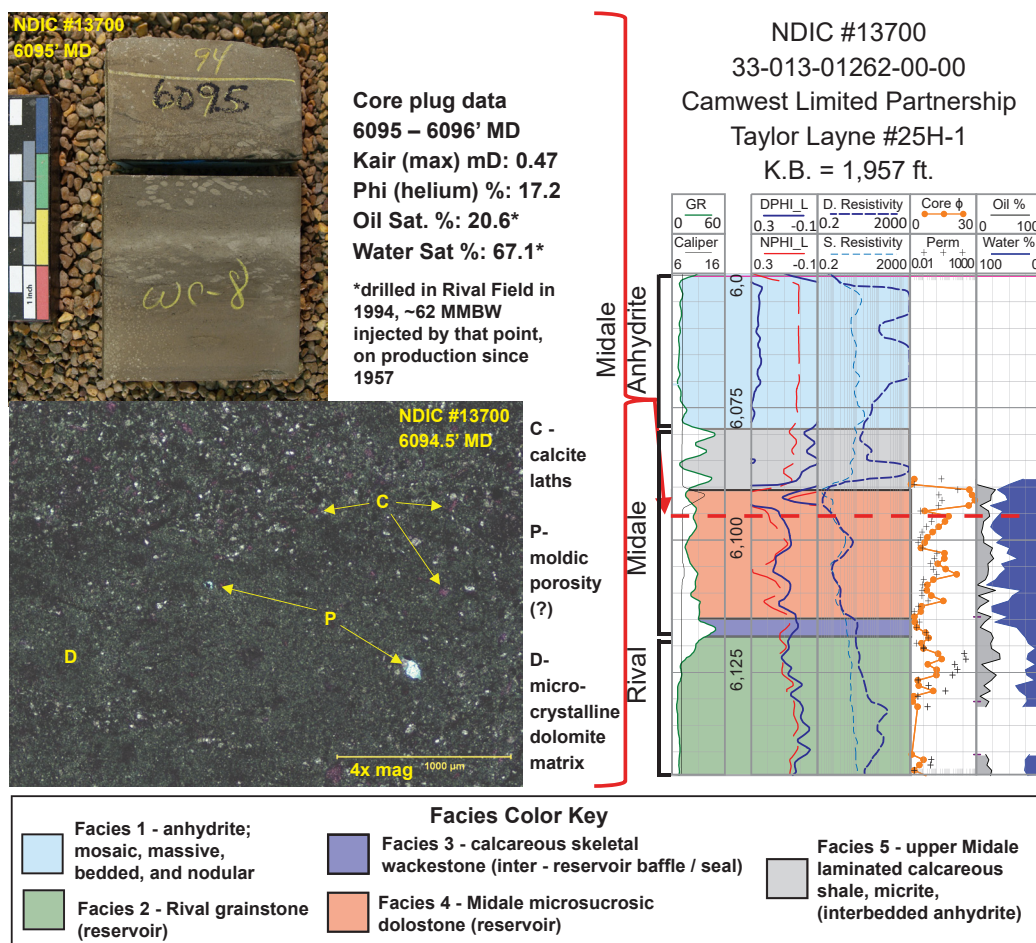 NDIC #13700
6095' MD
94
6095
WC-8
1 Inch
Core plug data
6095 – 6096' MD
Kair (max) mD: 0.47
Phi (helium) %: 17.2
Oil Sat. %: 20.6*
Water Sat %: 67.1*
*drilled in Rival Field in
1994, ~62 MMBW
injected by that point,
on production since
1957
NDIC #13700
6094.5' MD
C
P
D
4x mag
1000 µm
C -
calcite
laths
P-
moldic
porosity
(?)
D-
micro-
crystalline
dolomite
matrix
NDIC #13700
33-013-01262-00-00
Camwest Limited Partnership
Taylor Layne #25H-1
K.B. = 1,957 ft.
GR
0 60
Caliper
6 16
DPHI_L
0.3 -0.1
NPHI_L
0.3 -0.1
D. Resistivity
0.2 2000
S. Resistivity
0.2 2000
Core ϕ
0 30
Perm
0.01 1000
Oil %
0 100
Water %
100 0
Midale
Anhydrite
Midale
Rival
6,0
6,075
6,100
6,125
Facies Color Key
Facies 1 - anhydrite;
mosaic, massive,
bedded, and nodular
Facies 2 - Rival grainstone
(reservoir)
Facies 3 - calcareous skeletal
wackestone (inter - reservoir baffle / seal)
Facies 4 - Midale microsucrosic
dolostone (reservoir)
Facies 5 - upper Midale
laminated calcareous
shale, micrite,
(interbedded anhydrite)